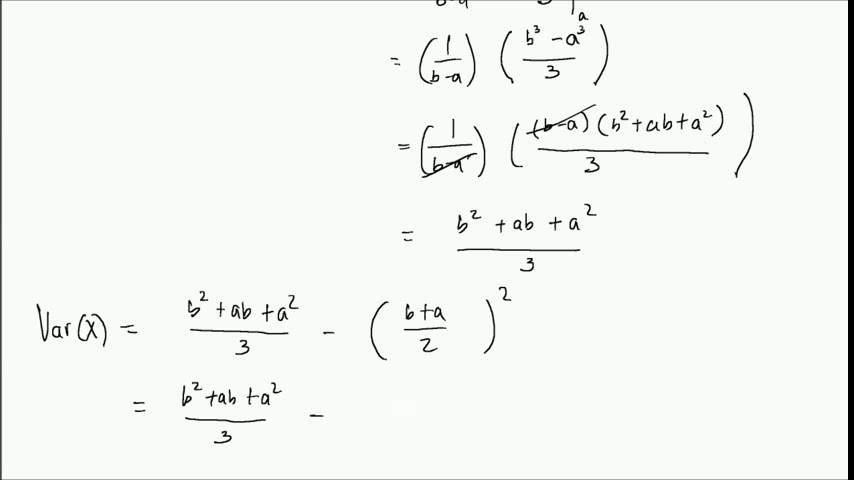 = (1/(b-a)) ((b³ - a³)/3)
= (1/(b-a)) ((b-a)(b² + ab + a²)/3)
= (b² + ab + a²)/3
Var(X) = (b² + ab + a²)/3 - ((b+a)/2)²
= (b² + ab + a²)/3 -